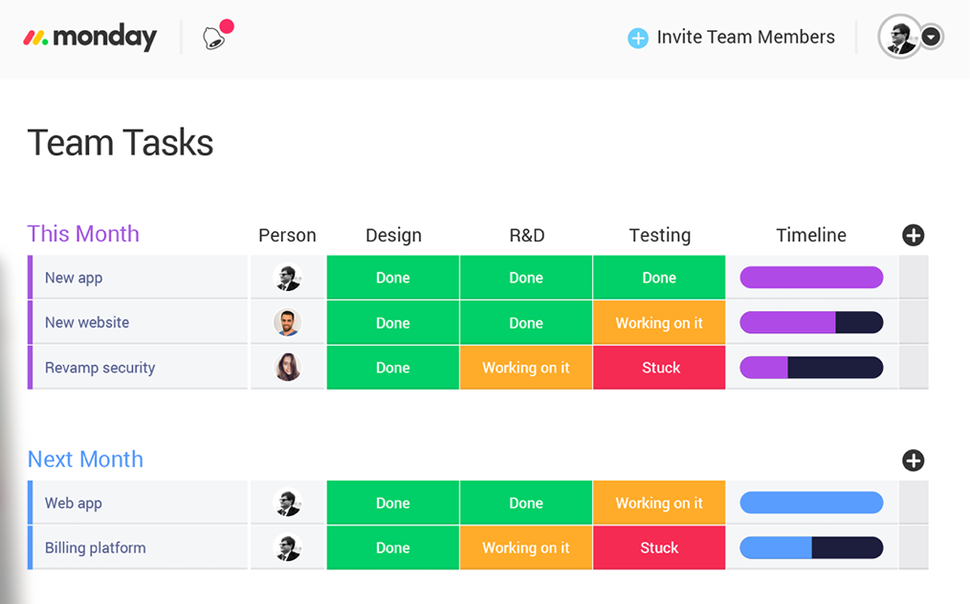 monday
Invite Team Members
Team Tasks
This Month Person Design R&D Testing Timeline
New app Done Done Done
New website Done Done Working on it
Revamp security Done Working on it Stuck
Next Month
Web app Done Done Working on it
Billing platform Done Working on it Stuck